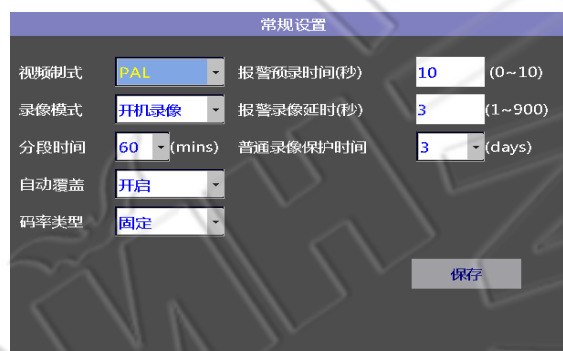 常规设置
视频制式 PAL 报警预录时间(秒) 10 (0~10)
录像模式 开机录像 报警录像延时(秒) 3 (1~900)
分段时间 60 (mins) 普通录像保护时间 3 (days)
自动覆盖 开启
码率类型 固定
保存